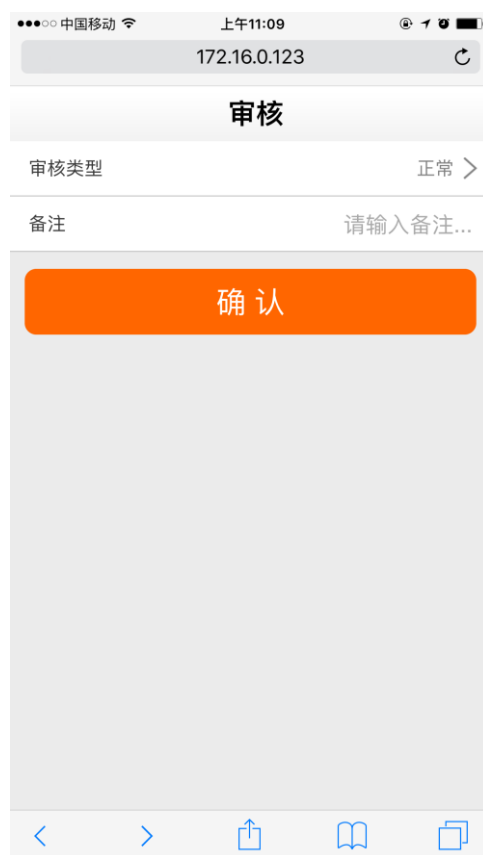 中国移动 上午11:09
172.16.0.123
审核
审核类型 正常
备注 请输入备注...
确认